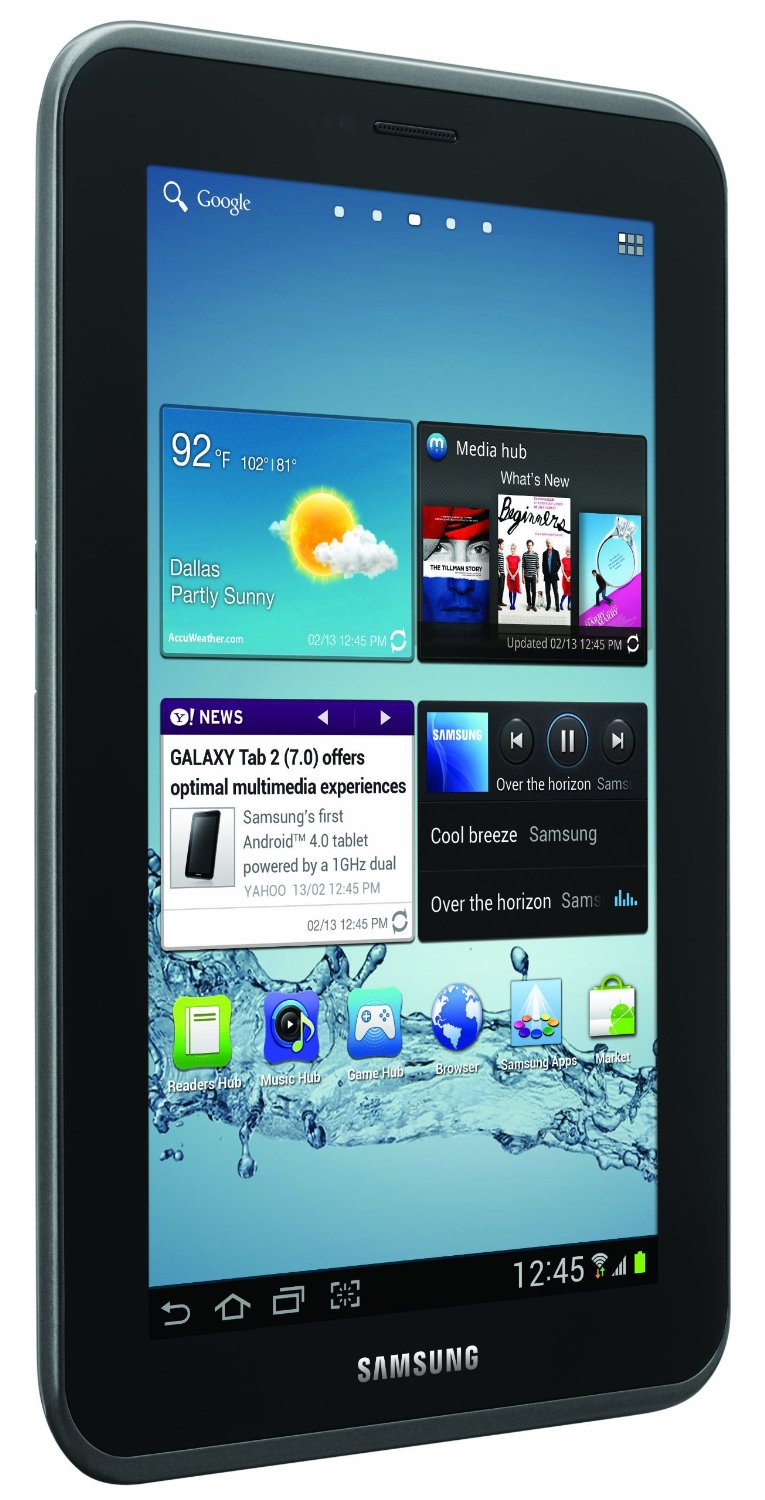 Google
92 °F 102° | 81°
Dallas
Partly Sunny
AccuWeather.com 02/13 12:45 PM
m Media hub
What's New
THE TILLMAN STORY
Beginners
HARRY
Updated 02/13 12:45 PM
Y! NEWS
GALAXY Tab 2 (7.0) offers
optimal multimedia experiences
Samsung's first
Android™ 4.0 tablet
powered by a 1GHz dual
YAHOO 13/02 12:45 PM
02/13 12:45 PM
SAMSUNG
Over the horizon Samsu
Cool breeze Samsung
Over the horizon Sams
Readers Hub Music Hub Game Hub Browser Samsung Apps Market
12:45
SAMSUNG